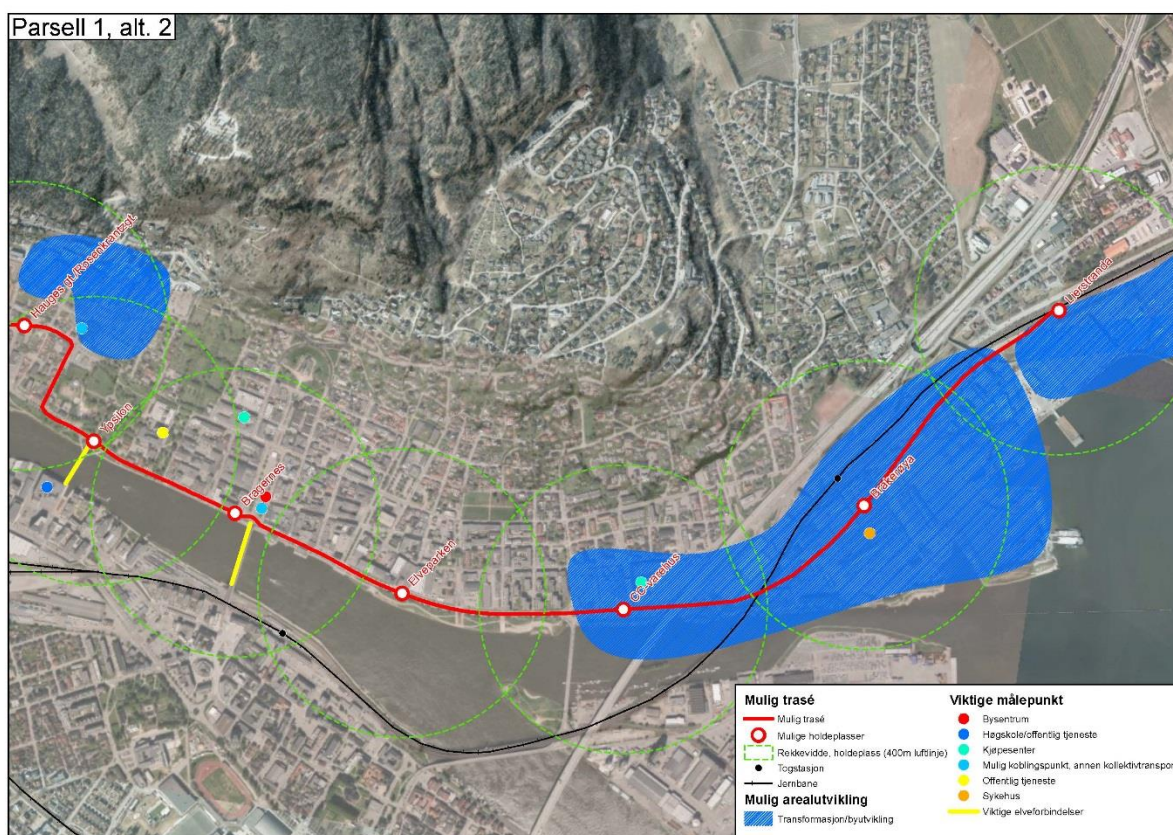 Parsell 1, alt. 2
Hauges gt./Rosenkrantzgt.
Ypsilon
Bragernes
Elveparken
CC-varehus
Brakerøya
Lierstranda
Mulig trasé
Mulig trasé
Mulige holdeplasser
Rekkevidde, holdeplass (400m luftlinje)
Togstasjon
Jernbane
Mulig arealutvikling
Transformasjon/byutvikling
Viktige målepunkt
Bysentrum
Høgskole/offentlig tjeneste
Kjøpesenter
Mulig koblingspunkt, annen kollektivtranspor
Offentlig tjeneste
Sykehus
Viktige elveforbindelser